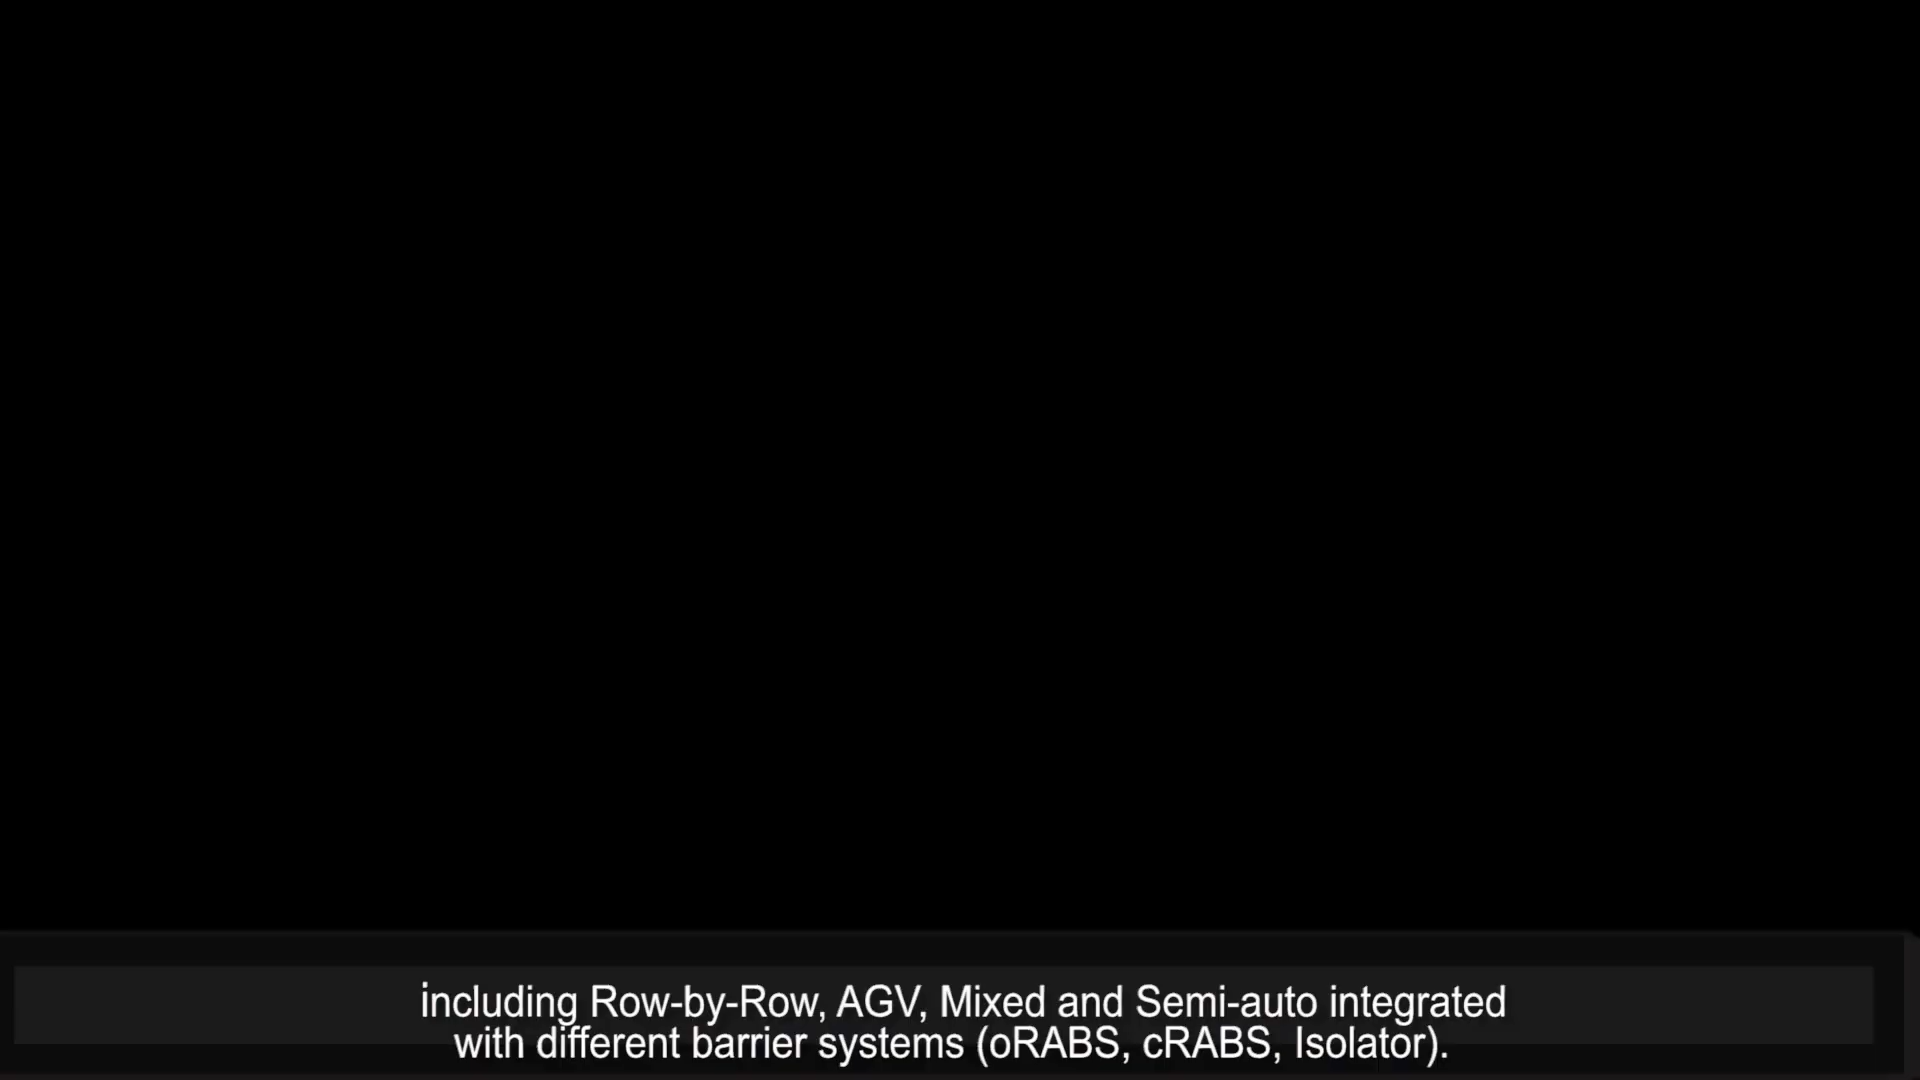 including Row-by-Row, AGV, Mixed and Semi-auto integrated
with different barrier systems (oRABS, cRABS, Isolator).